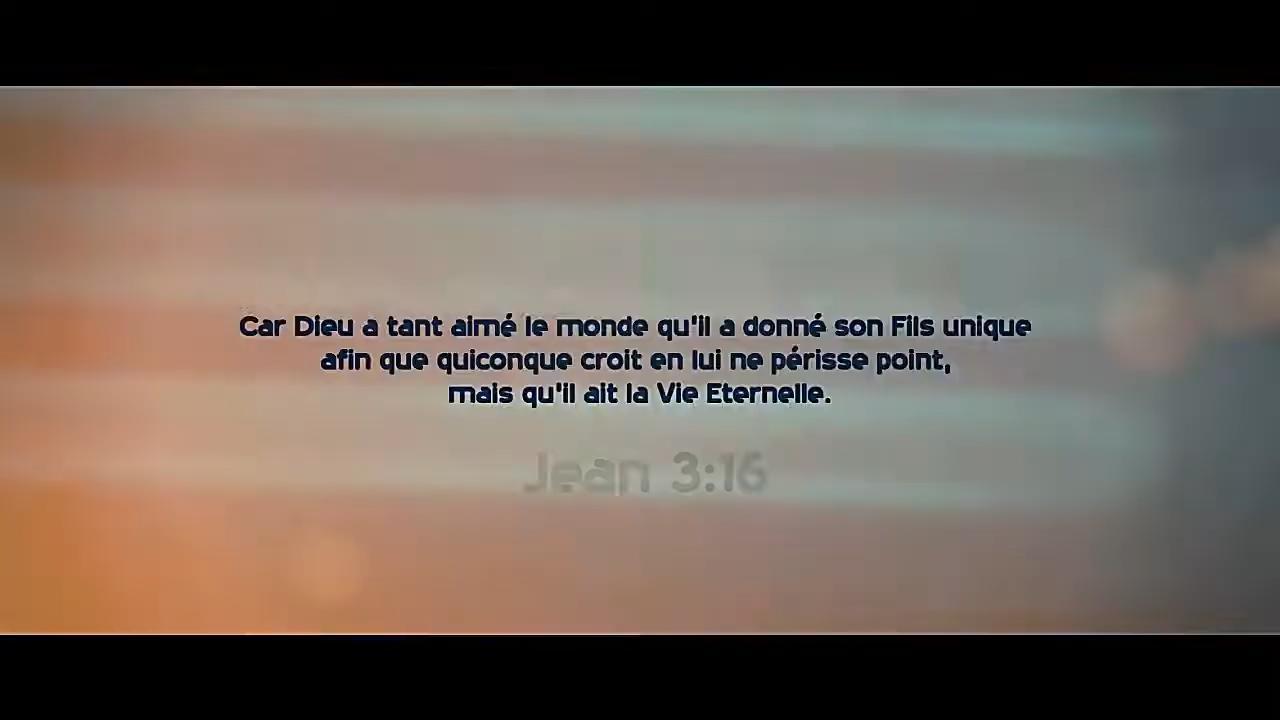 Car Dieu a tant aimé le monde qu'il a donné son Fils unique
afin que quiconque croit en lui ne périsse point,
mais qu'il ait la Vie Eternelle.
Jean 3:16